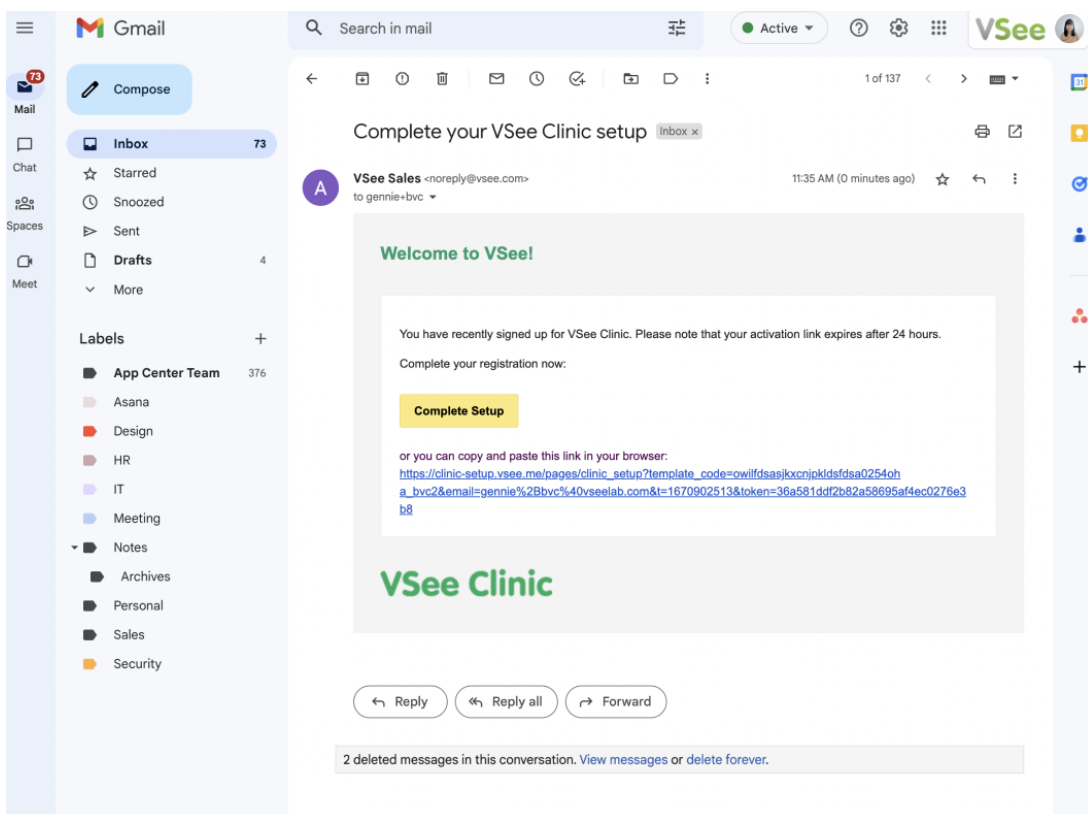 Gmail
Search in mail
Active
VSee
73
Mail
Chat
Spaces
Meet
Compose
Inbox 73
Starred
Snoozed
Sent
Drafts 4
More
Labels
App Center Team 376
Asana
Design
HR
IT
Meeting
Notes
Archives
Personal
Sales
Security
1 of 137
31
Complete your VSee Clinic setup Inbox x
A
VSee Sales <noreply@vsee.com> 11:35 AM (0 minutes ago)
to gennie+bvc
Welcome to VSee!
You have recently signed up for VSee Clinic. Please note that your activation link expires after 24 hours.
Complete your registration now:
Complete Setup
or you can copy and paste this link in your browser:
https://clinic-setup.vsee.me/pages/clinic_setup?template_code=owilfdsasjkxcnjpkldsfdsa0254oh
a_bvc2&email=gennie%2Bbvc%40vseelab.com&t=1670902513&token=36a581ddf2b82a58695af4ec0276e3
b8
VSee Clinic
Reply
Reply all
Forward
2 deleted messages in this conversation. View messages or delete forever.